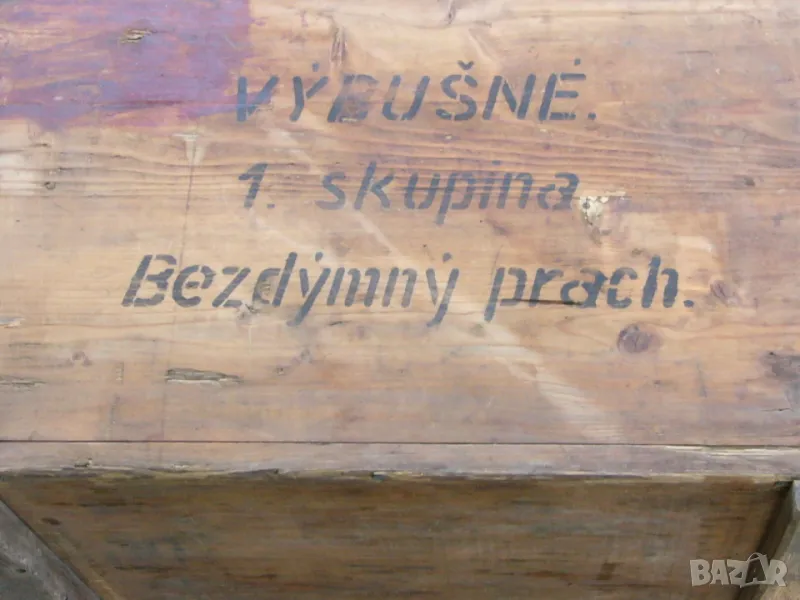 VÝBUŠNÉ.
1. skupina
Bezdýmný prach.
BAZAR